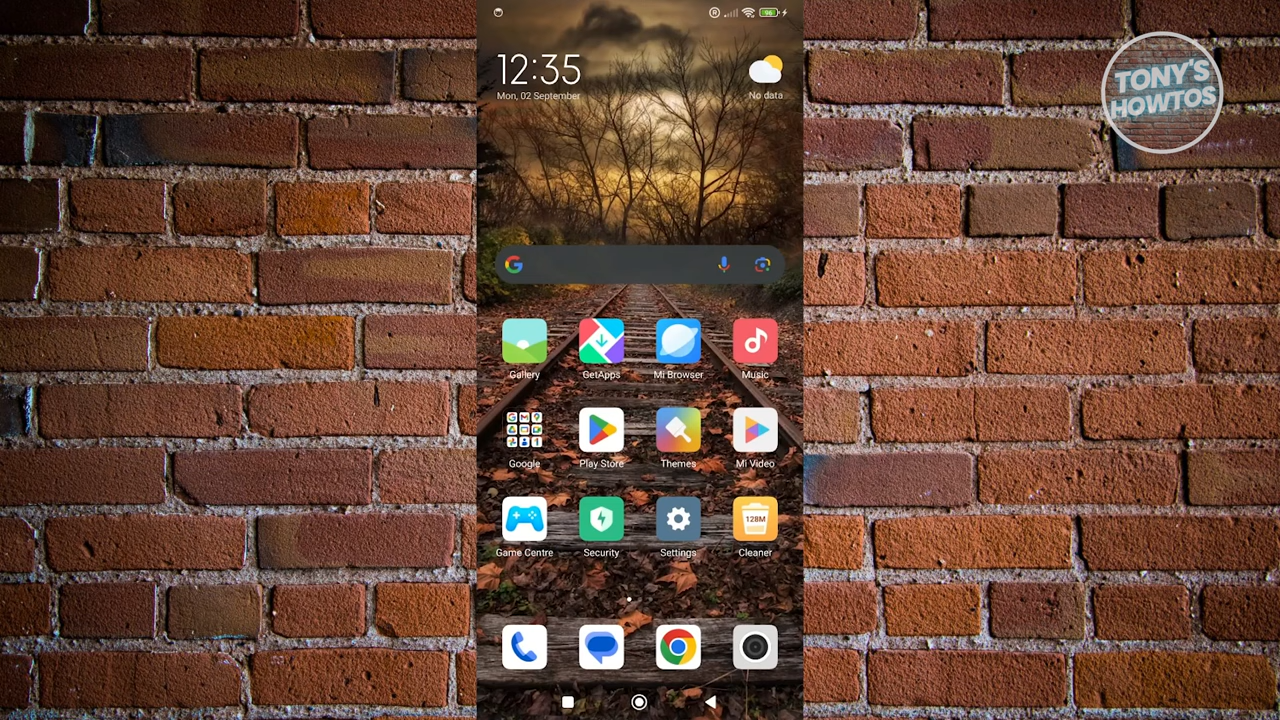 12:35
Mon, 02 September
No data
96
TONY'S
HOWTOS
Gallery
GetApps
Mi Browser
Music
Google
Play Store
Themes
Mi Video
Game Centre
Security
Settings
128M
Cleaner